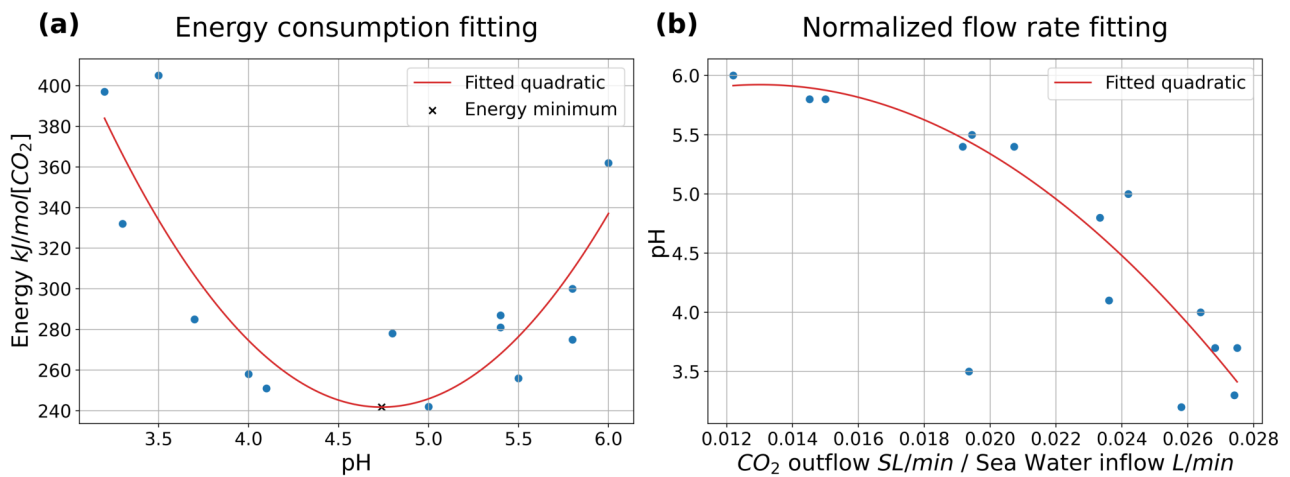 (a) Energy consumption fitting
Fitted quadratic
Energy minimum
Energy kJ/mol[CO₂]
400
380
360
340
320
300
280
260
240
3.5 4.0 4.5 5.0 5.5 6.0
pH
(b) Normalized flow rate fitting
Fitted quadratic
pH
6.0
5.5
5.0
4.5
4.0
3.5
0.012 0.014 0.016 0.018 0.020 0.022 0.024 0.026 0.028
CO₂ outflow SL/min / Sea Water inflow L/min